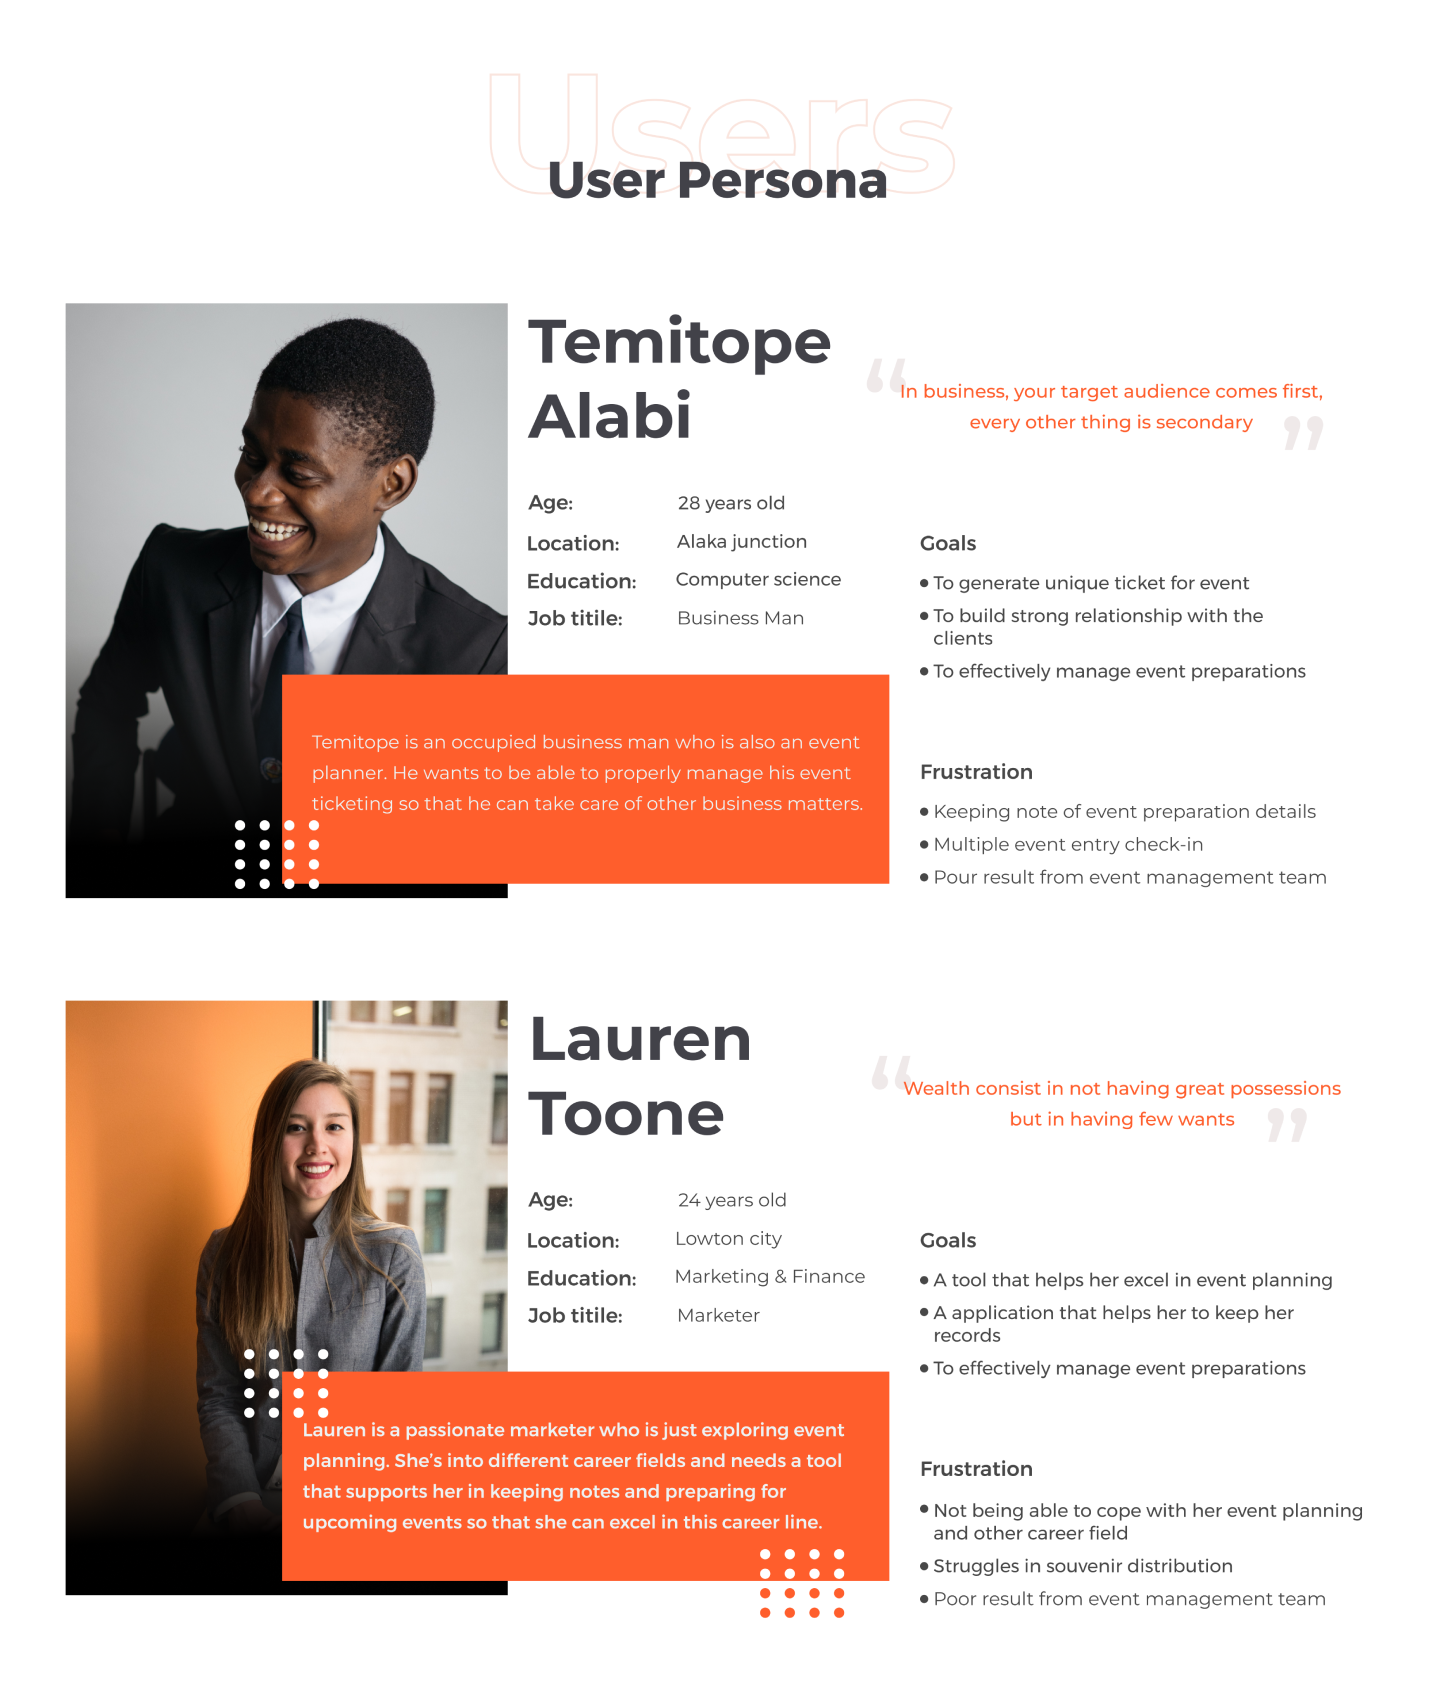 Users
User Persona
Temitope
Alabi
Age: 28 years old
Location: Alaka junction
Education: Computer science
Job titile: Business Man
“In business, your target audience comes first,
every other thing is secondary”
Goals
• To generate unique ticket for event
• To build strong relationship with the
clients
• To effectively manage event preparations
Frustration
• Keeping note of event preparation details
• Multiple event entry check-in
• Pour result from event management team
Temitope is an occupied business man who is also an event
planner. He wants to be able to properly manage his event
ticketing so that he can take care of other business matters.
Lauren
Toone
Age: 24 years old
Location: Lowton city
Education: Marketing & Finance
Job titile: Marketer
“Wealth consist in not having great possessions
but in having few wants”
Goals
• A tool that helps her excel in event planning
• A application that helps her to keep her
records
• To effectively manage event preparations
Frustration
• Not being able to cope with her event planning
and other career field
• Struggles in souvenir distribution
• Poor result from event management team
Lauren is a passionate marketer who is just exploring event
planning. She’s into different career fields and needs a tool
that supports her in keeping notes and preparing for
upcoming events so that she can excel in this career line.